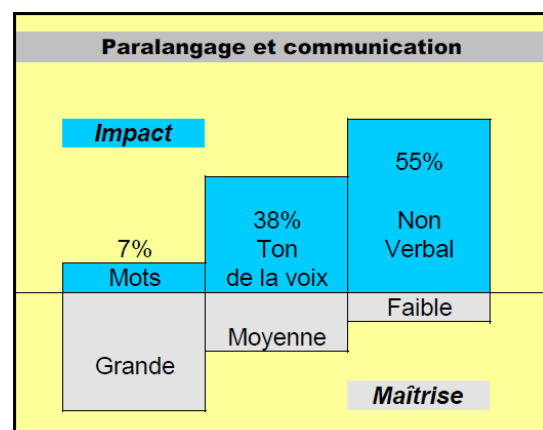 Paralangage et communication
Impact
55%
Non
Verbal
38%
Ton
de la voix
7%
Mots
Grande
Moyenne
Faible
Maîtrise